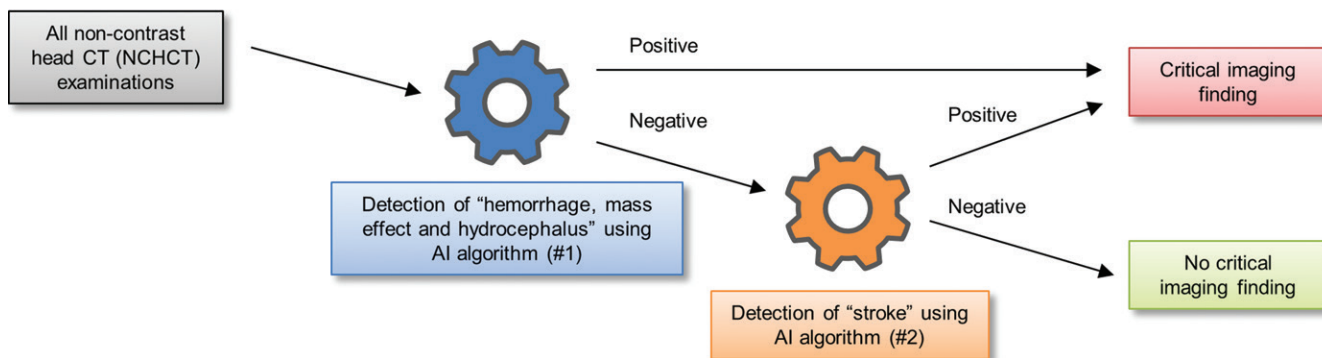 All non-contrast
head CT (NCHCT)
examinations
Positive
Negative
Critical imaging
finding
Positive
Negative
Detection of “hemorrhage, mass
effect and hydrocephalus” using
AI algorithm (#1)
Detection of “stroke” using
AI algorithm (#2)
No critical
imaging finding